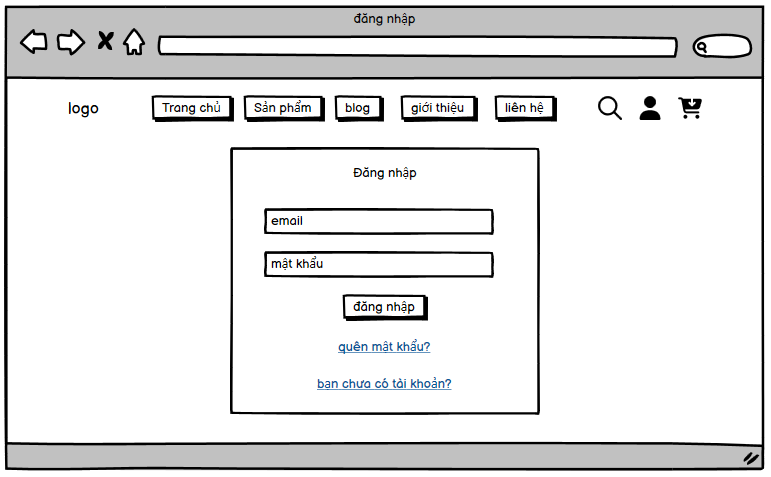 đăng nhập
logo
Trang chủ
Sản phẩm
blog
giới thiệu
liên hệ
Đăng nhập
email
mật khẩu
đăng nhập
quên mật khẩu?
bạn chưa có tài khoản?